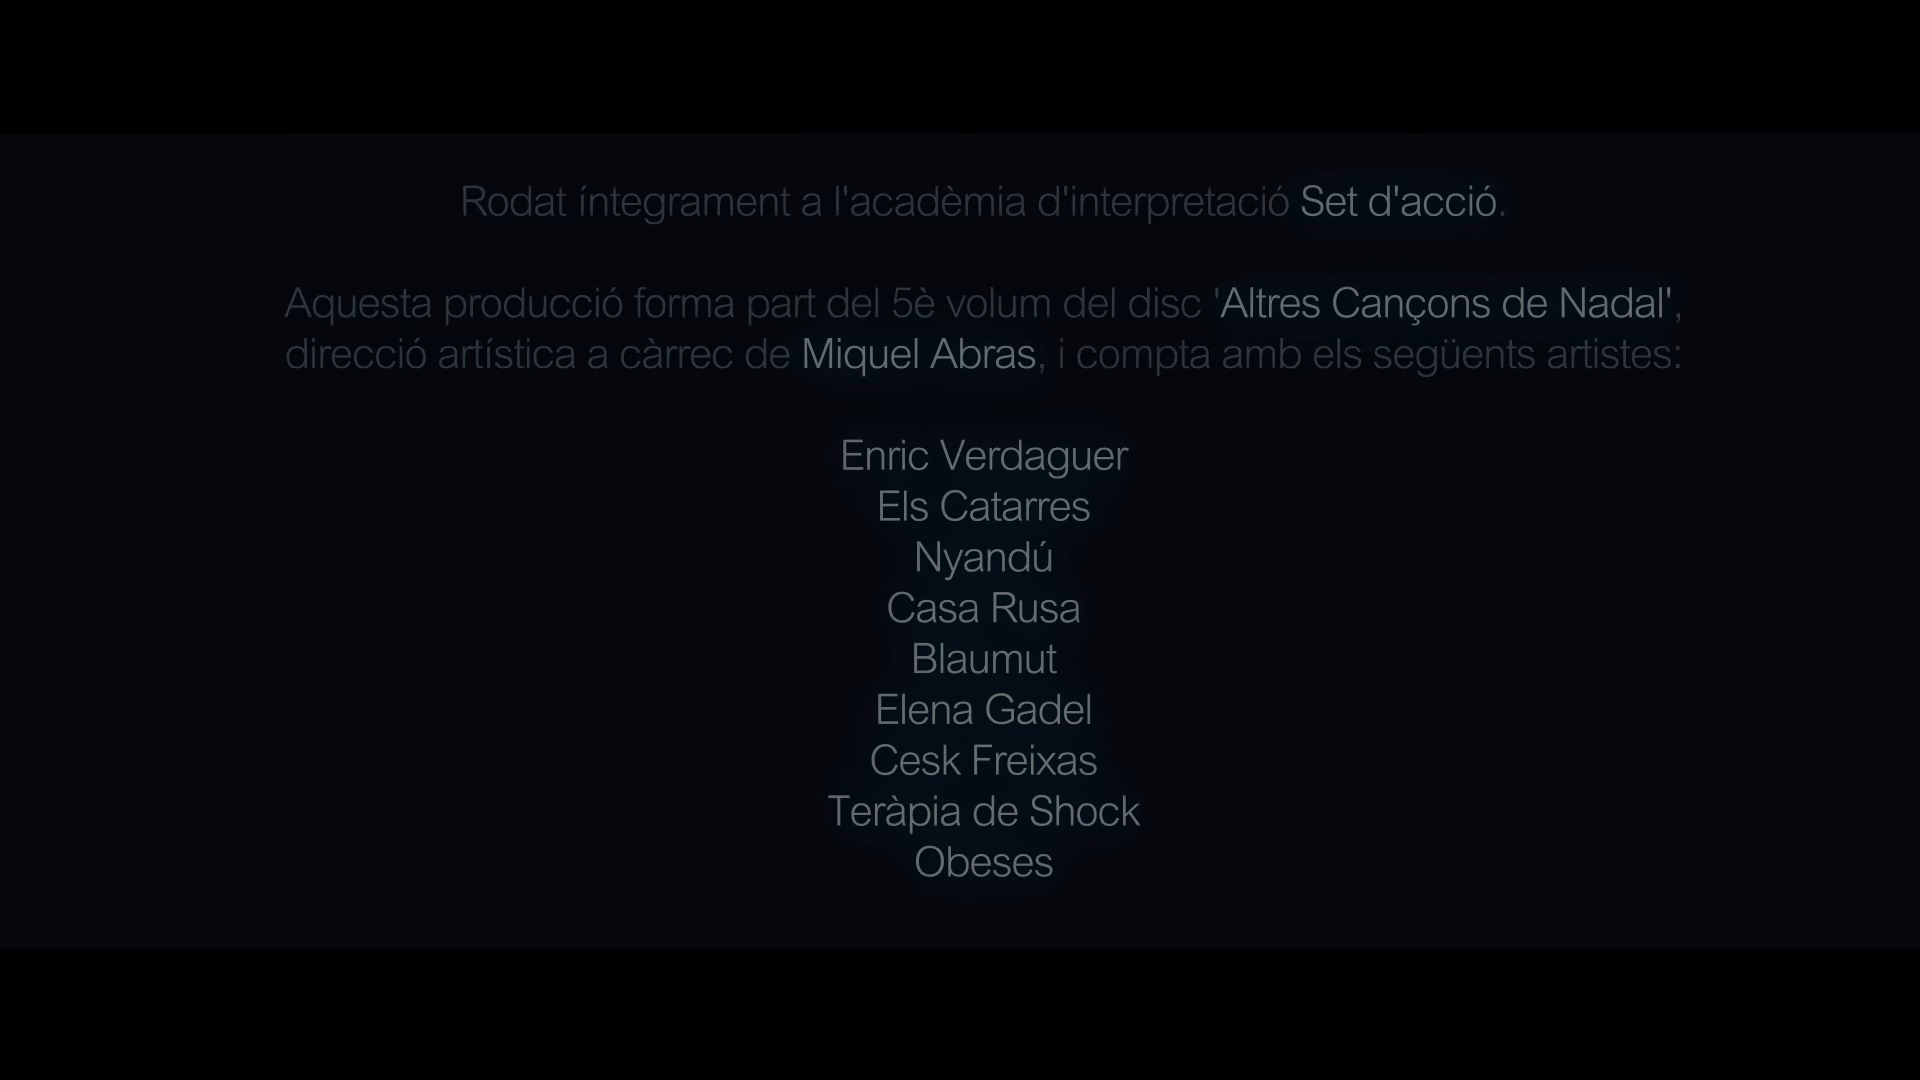 Rodat íntegrament a l'acadèmia d'interpretació Set d'acció.
Aquesta producció forma part del 5è volum del disc 'Altres Cançons de Nadal',
direcció artística a càrrec de Miquel Abras, i compta amb els següents artistes:
Enric Verdaguer
Els Catarres
Nyandú
Casa Rusa
Blaumut
Elena Gadel
Cesk Freixas
Teràpia de Shock
Obeses